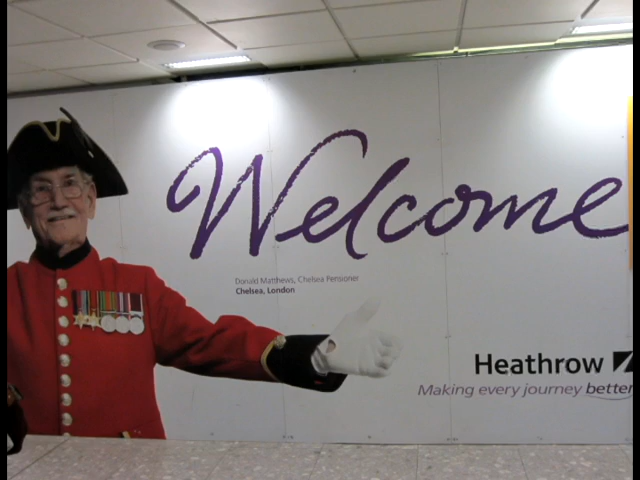 Welcome
Donald Matthews, Chelsea Pensioner
Chelsea, London
Heathrow
Making every journey better